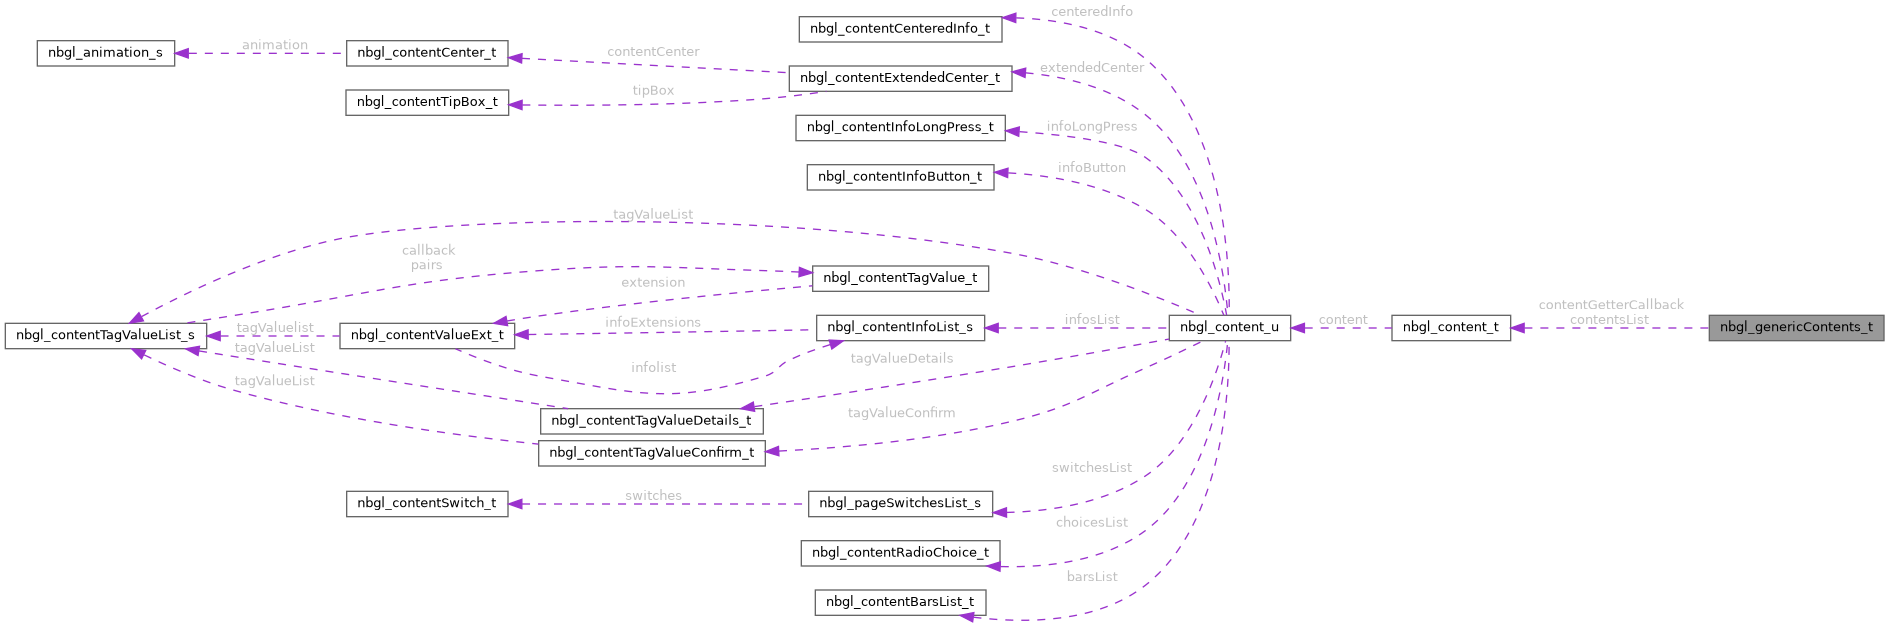 centeredInfo
nbgl_contentCenteredInfo_t
animation
nbgl_animation_s
nbgl_contentCenter_t
contentCenter
extendedCenter
nbgl_contentExtendedCenter_t
tipBox
nbgl_contentTipBox_t
infoLongPress
nbgl_contentInfoLongPress_t
infoButton
nbgl_contentInfoButton_t
tagValueList
callback
pairs
nbgl_contentTagValue_t
extension
contentGetterCallback
contentsList
nbgl_contentTagValueList_s
tagValuelist
nbgl_contentValueExt_t
infoExtensions
nbgl_contentInfoList_s
infosList
nbgl_content_u
content
nbgl_content_t
nbgl_genericContents_t
tagValueList
infolist
tagValueDetails
tagValueList
nbgl_contentTagValueDetails_t
tagValueConfirm
nbgl_contentTagValueConfirm_t
switchesList
nbgl_contentSwitch_t
switches
nbgl_pageSwitchesList_s
choicesList
nbgl_contentRadioChoice_t
barsList
nbgl_contentBarsList_t